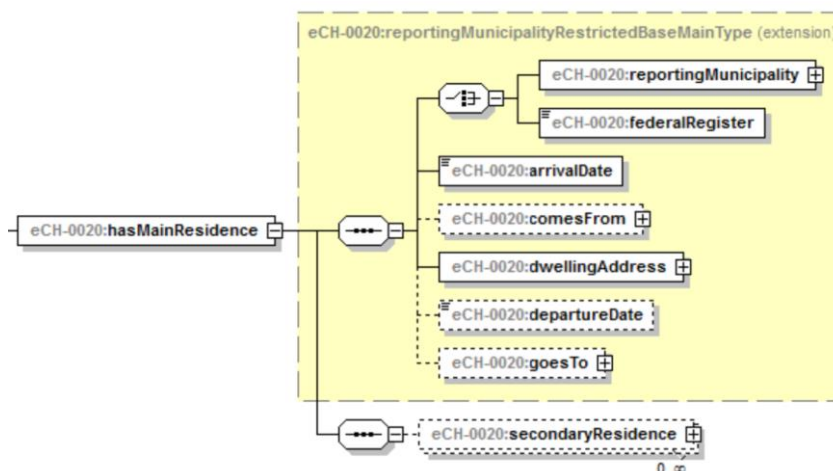 eCH-0020:reportingMunicipalityRestrictedBaseMainType (extension)
eCH-0020:reportingMunicipality
eCH-0020:federalRegister
eCH-0020:arrivalDate
eCH-0020:comesFrom
eCH-0020:hasMainResidence
eCH-0020:dwellingAddress
eCH-0020:departureDate
eCH-0020:goesTo
eCH-0020:secondaryResidence
0..∞